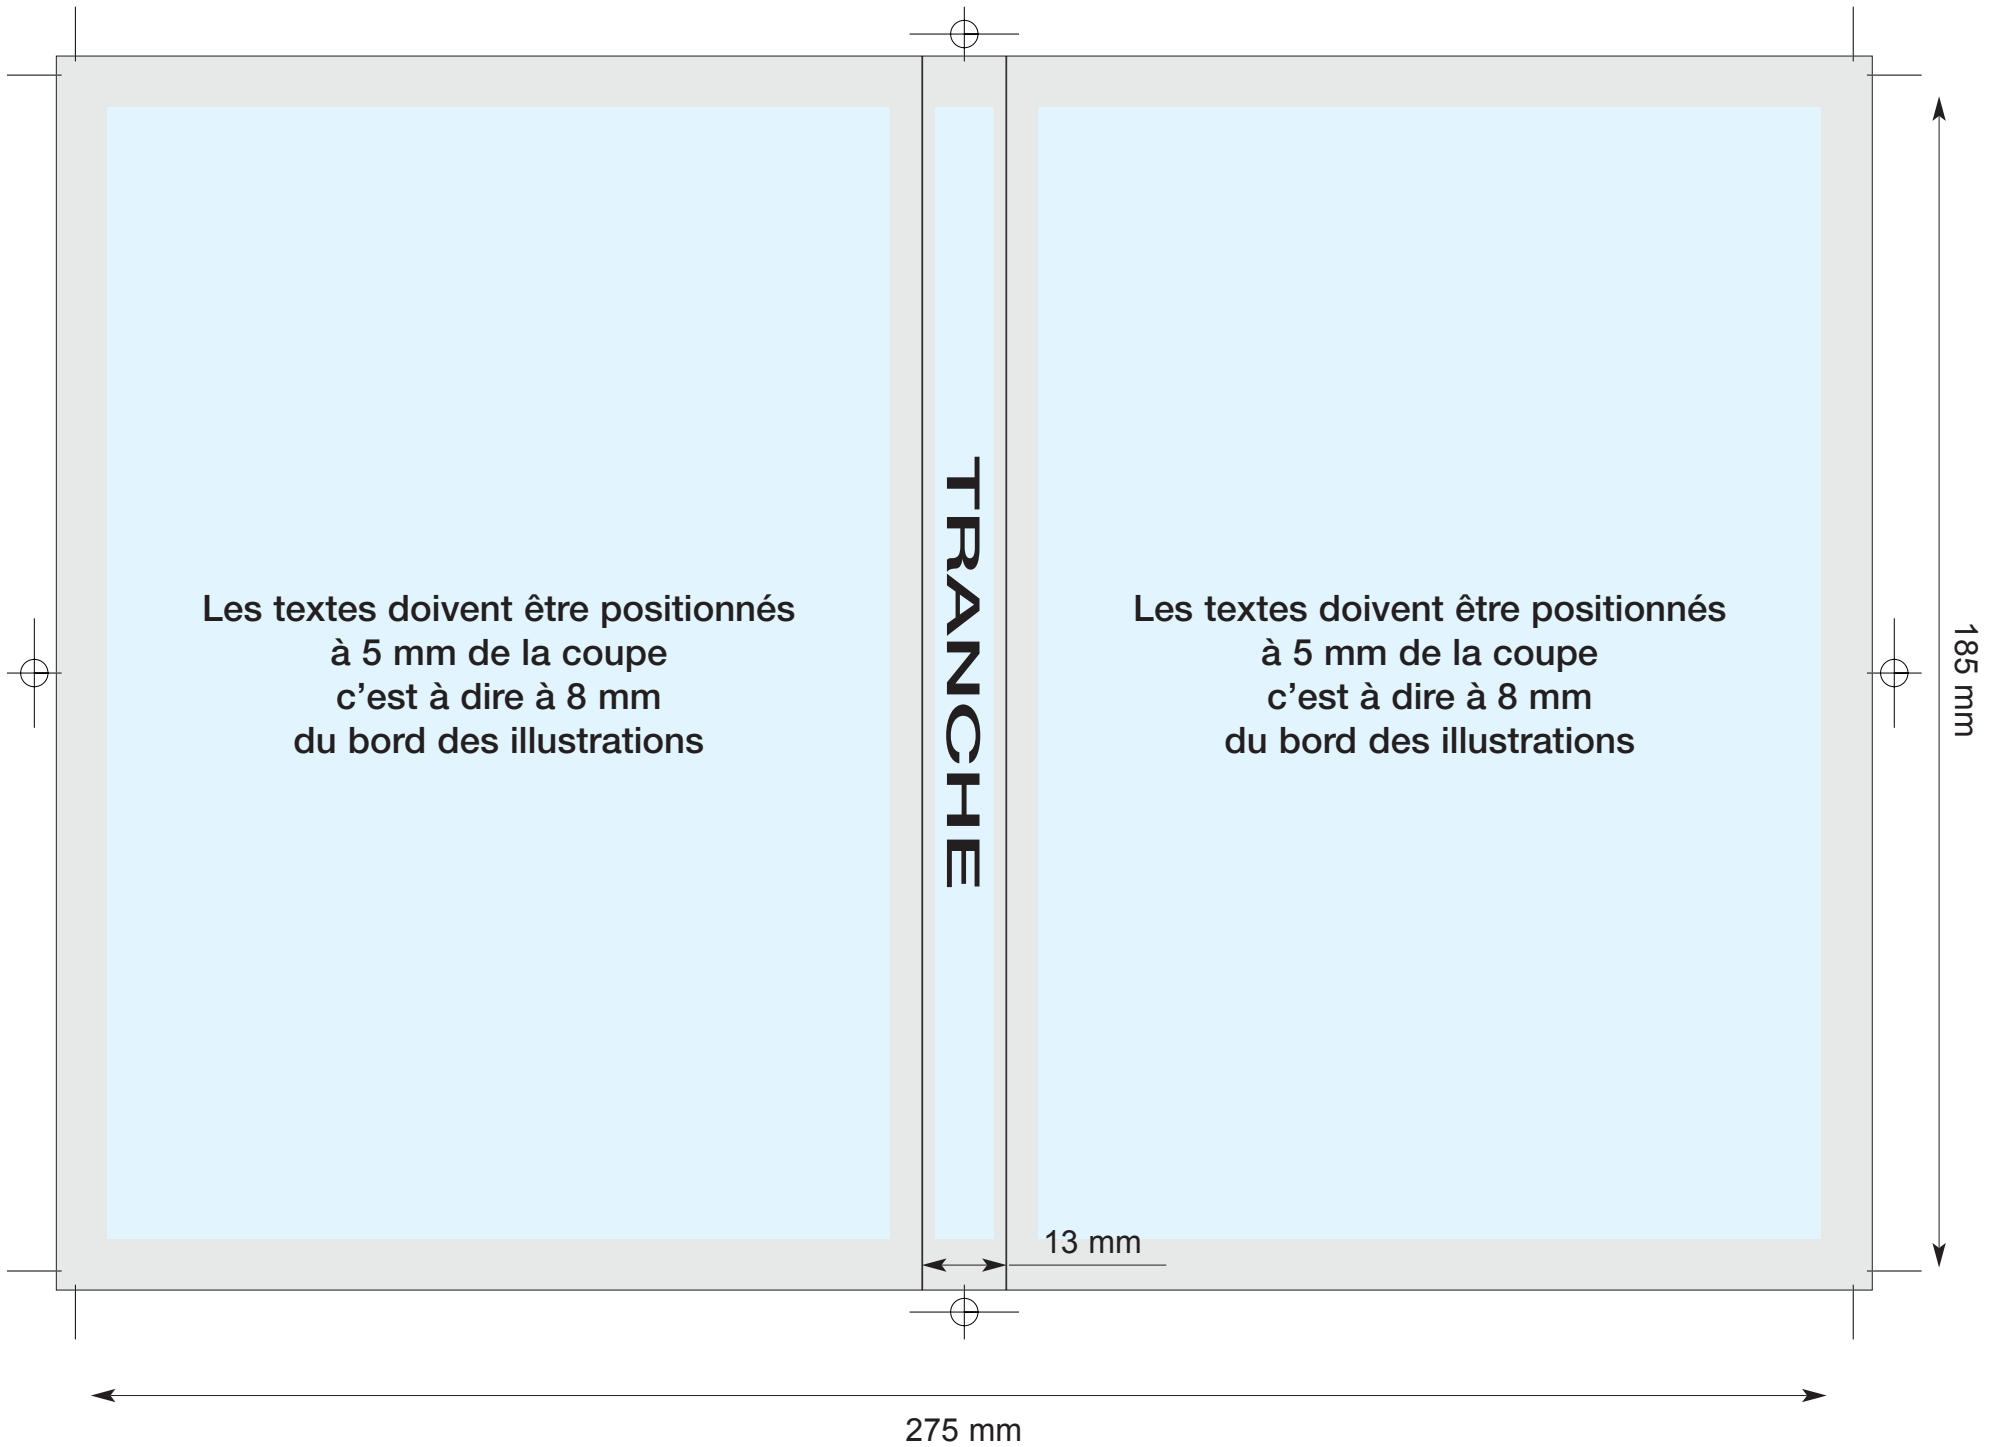 Les textes doivent être positionnés
à 5 mm de la coupe
c’est à dire à 8 mm
du bord des illustrations
TRANCHE
Les textes doivent être positionnés
à 5 mm de la coupe
c’est à dire à 8 mm
du bord des illustrations
185 mm
13 mm
275 mm